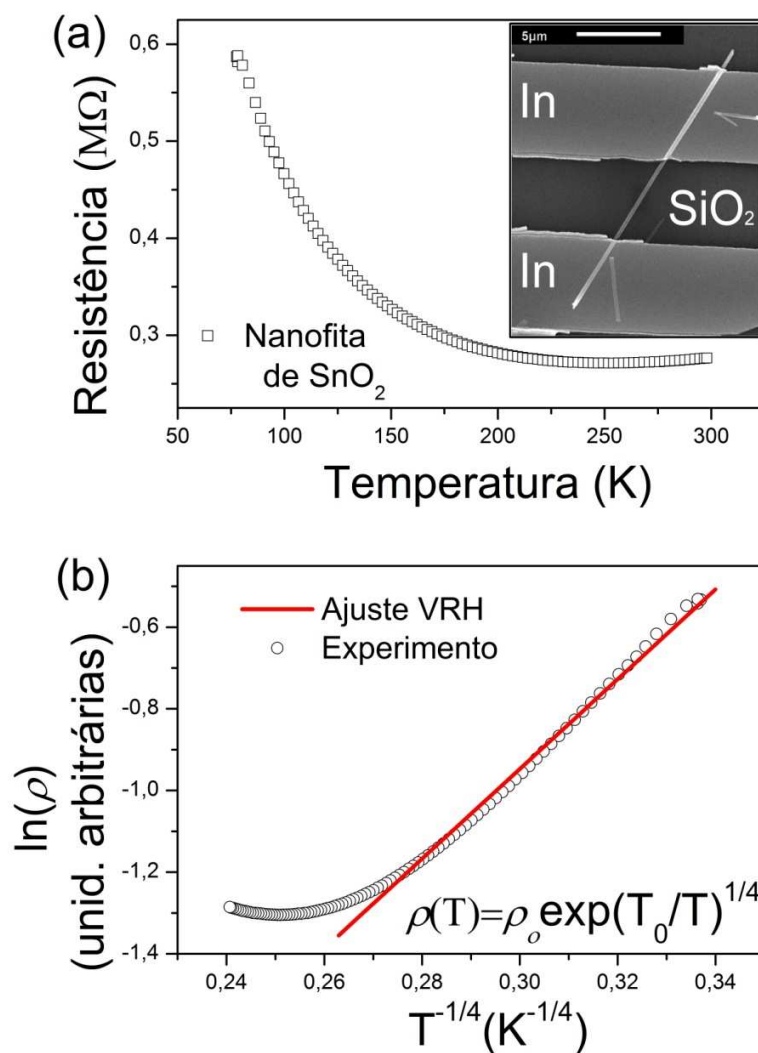 (a)
0,6
0,5
0,4
0,3
50
100
150
200
250
300
Resistência (MΩ)
Temperatura (K)
Nanofita
de SnO₂
5µm
In
SiO₂
In
(b)
-0,6
-0,8
-1,0
-1,2
-1,4
0,24
0,26
0,28
0,30
0,32
0,34
ln(ρ)
(unid. arbitrárias)
T⁻¹/⁴(K⁻¹/⁴)
Ajuste VRH
Experimento
ρ(T)=ρₒexp(T₀/T)¹/⁴